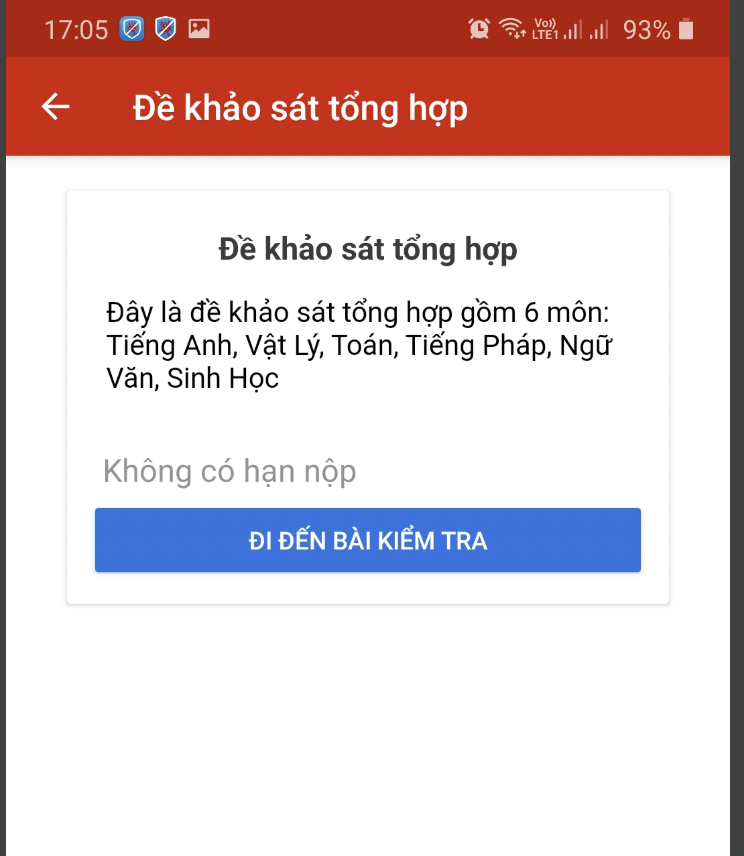 17:05 Vo)) LTE1 93%
Đề khảo sát tổng hợp
Đề khảo sát tổng hợp
Đây là đề khảo sát tổng hợp gồm 6 môn:
Tiếng Anh, Vật Lý, Toán, Tiếng Pháp, Ngữ
Văn, Sinh Học
Không có hạn nộp
ĐI ĐẾN BÀI KIỂM TRA